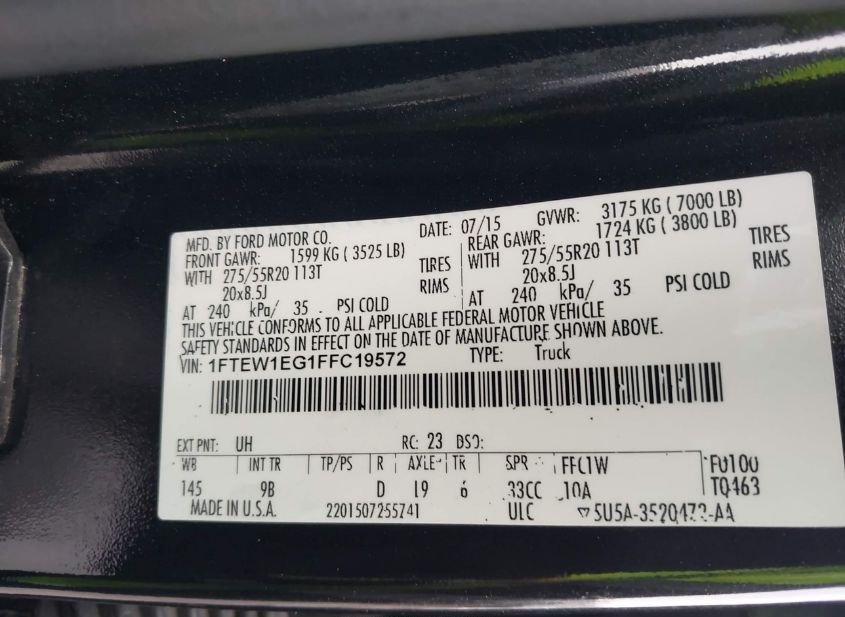 MFD. BY FORD MOTOR CO. DATE: 07/15 GVWR: 3175 KG ( 7000 LB)
FRONT GAWR: 1599 KG ( 3525 LB) REAR GAWR: 1724 KG ( 3800 LB)
WITH 275/55R20 113T TIRES WITH 275/55R20 113T TIRES
20x8.5J RIMS 20x8.5J RIMS
AT 240 kPa/ 35 PSI COLD AT 240 kPa/ 35 PSI COLD
THIS VEHICLE CONFORMS TO ALL APPLICABLE FEDERAL MOTOR VEHICLE
SAFETY STANDARDS IN EFFECT ON THE DATE OF MANUFACTURE SHOWN ABOVE.
VIN: 1FTEW1EG1FFC19572 TYPE: Truck
EXT PNT: UH RC: 23 DSO:
WB INT TR TP/PS R AXLE TR SPR FFC1W F0100
145 9B D 19 6 33CC 10A TQ463
MADE IN U.S.A. 2201507255741 ULC